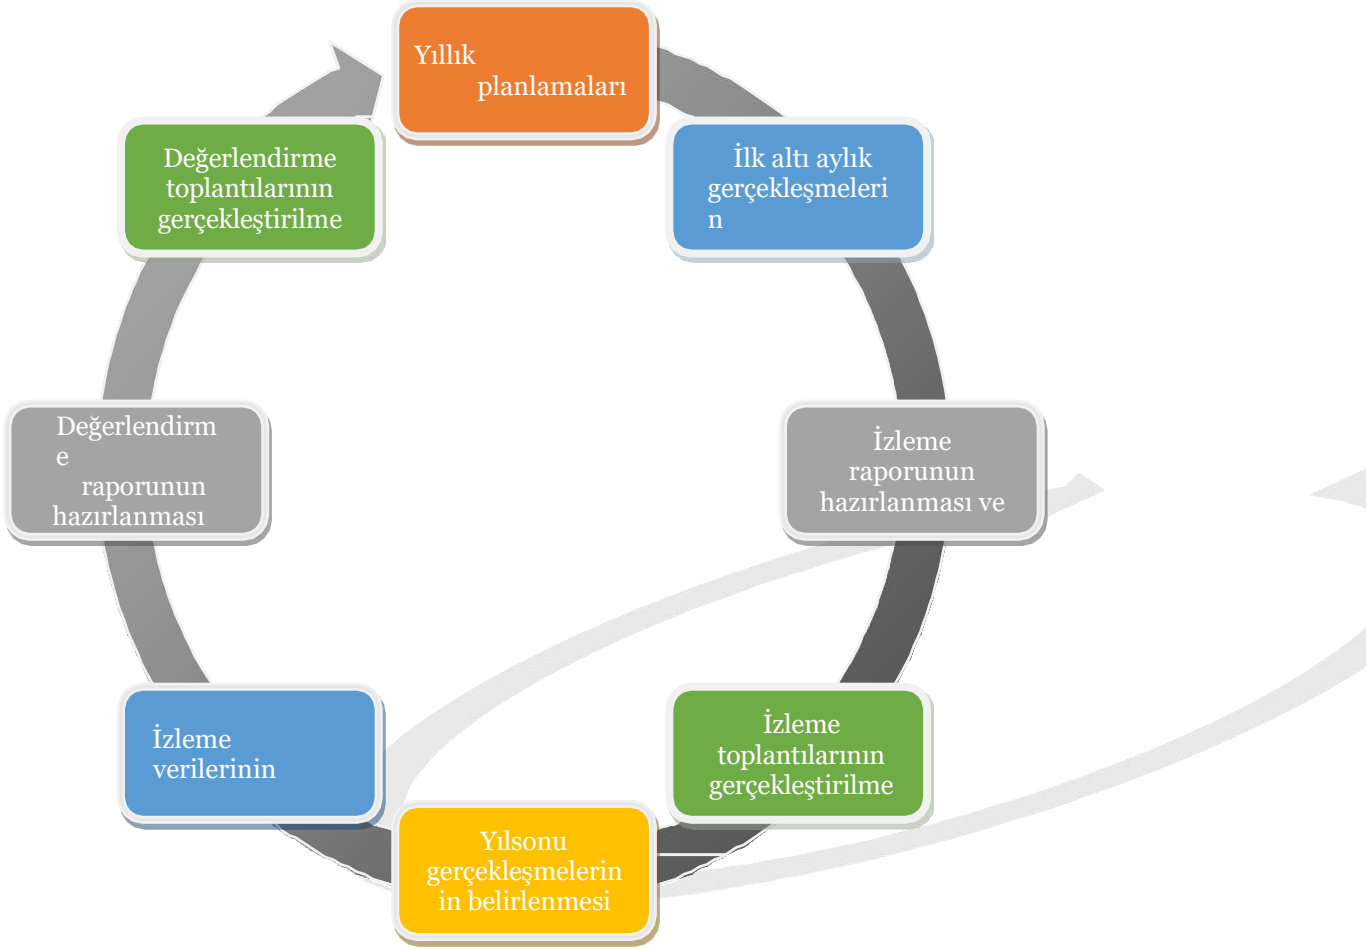 Yıllık
planlamaları
İlk altı aylık
gerçekleşmeleri
n
İzleme
raporunun
hazırlanması ve
İzleme
toplantılarının
gerçekleştirilme
Yılsonu
gerçekleşmelerin
in belirlenmesi
İzleme
verilerinin
Değerlendirm
e
raporunun
hazırlanması
Değerlendirme
toplantılarının
gerçekleştirilme